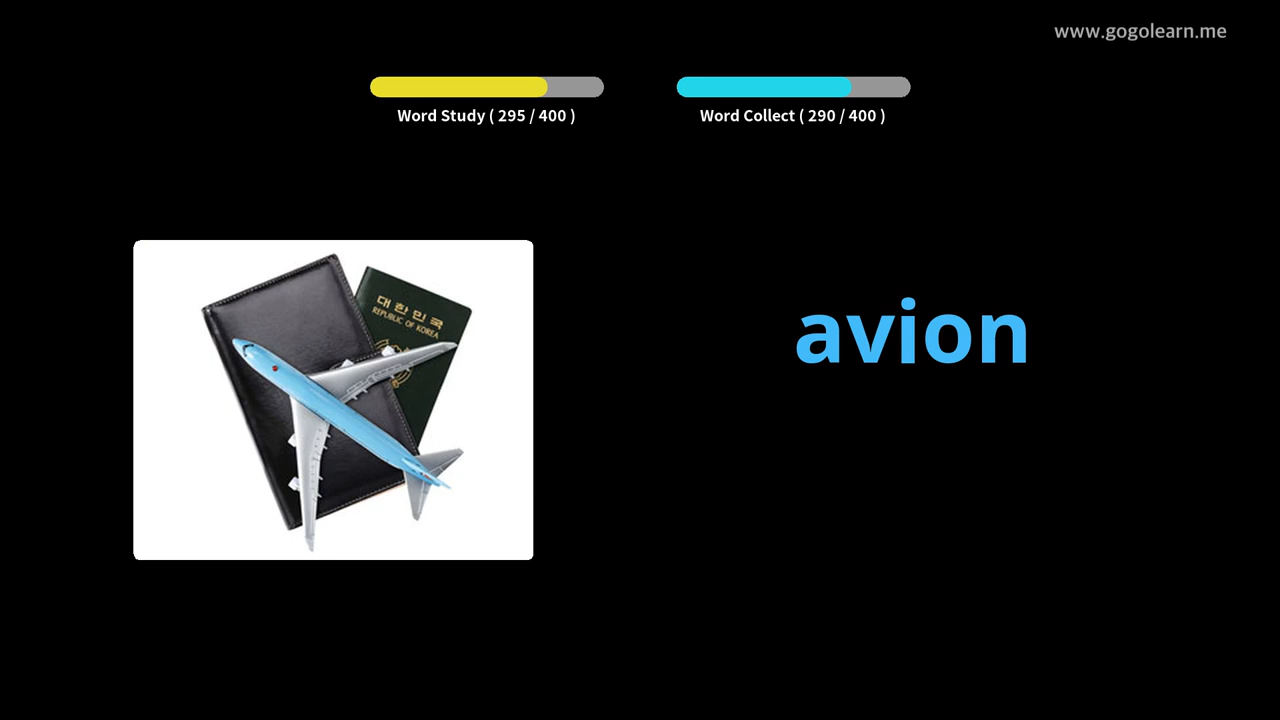 www.gogolearn.me
Word Study ( 295 / 400 )
Word Collect ( 290 / 400 )
대한민국
REPUBLIC OF KOREA
avion